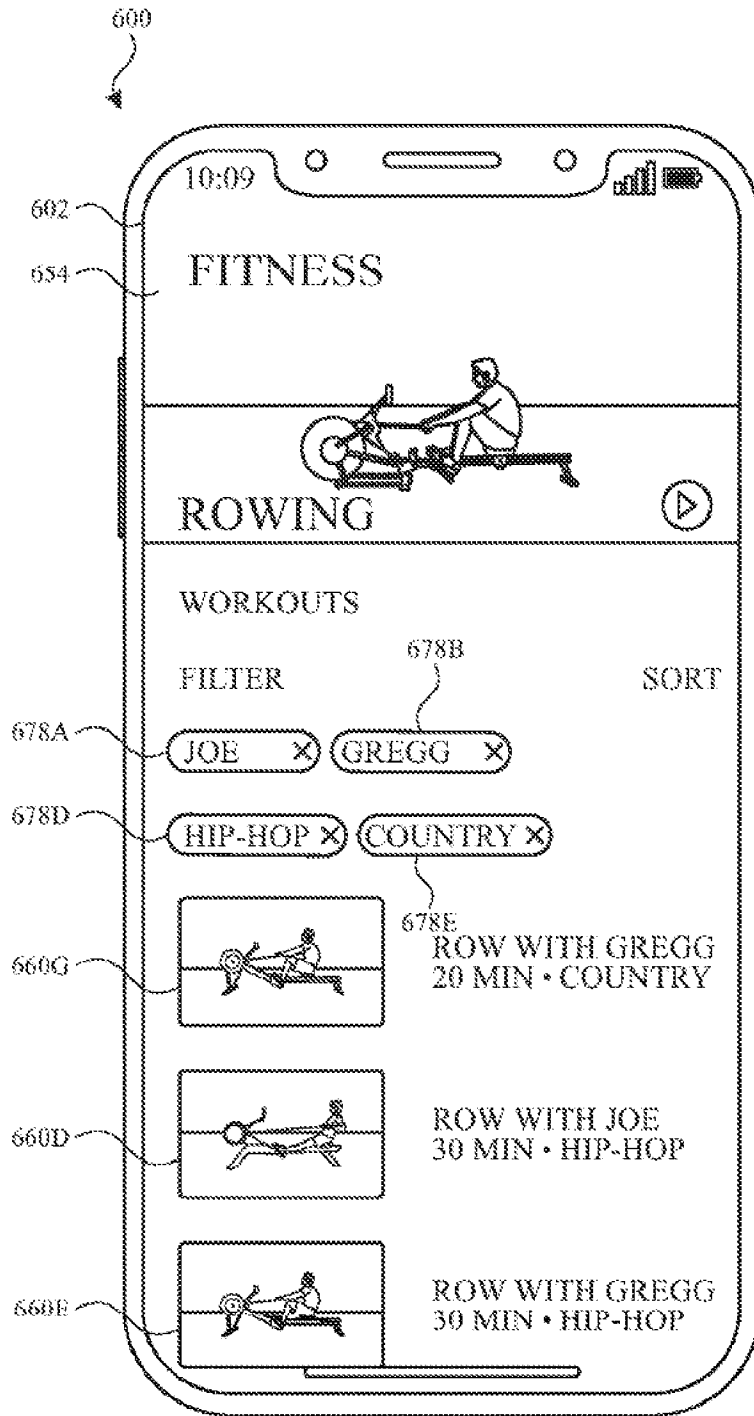 600
10:09
602
654
FITNESS
ROWING
WORKOUTS
678B
FILTER
SORT
678A
JOE ×
GREGG ×
678D
HIP-HOP ×
COUNTRY ×
678E
660G
ROW WITH GREGG
20 MIN • COUNTRY
660D
ROW WITH JOE
30 MIN • HIP-HOP
660E
ROW WITH GREGG
30 MIN • HIP-HOP